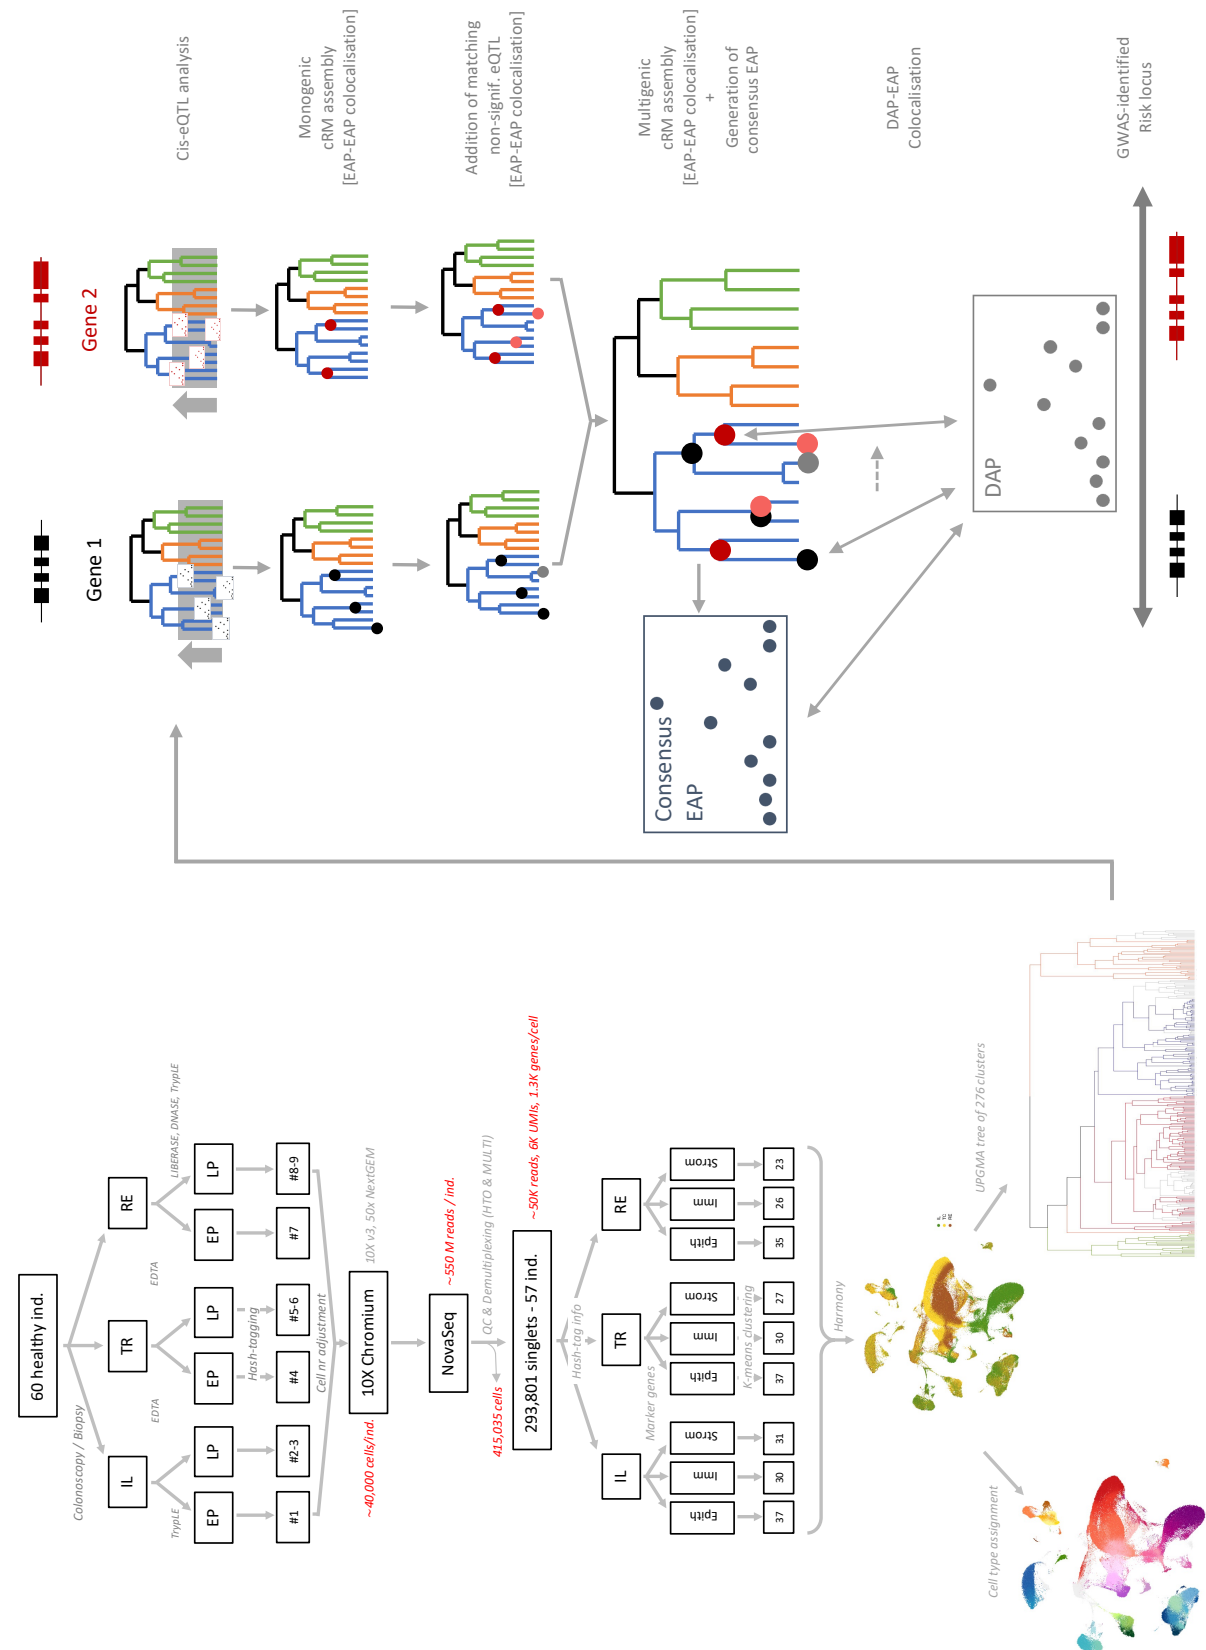 60 healthy ind.
Colonoscopy / Biopsy
IL
TR
RE
TrypLE
EDTA
EDTA
LIBERASE, DNASE, TrypLE
EP
LP
EP
LP
EP
LP
Hash-tagging
#1
#2-3
#4
#5-6
#7
#8-9
Cell nr adjustment
~40,000 cells/ind.
10X Chromium
10X v3, 50x NextGEM
NovaSeq
~550 M reads / ind.
415,035 cells
QC & Demultiplexing (HTO & MULTI)
293,801 singlets - 57 ind.
~50K reads, 6K UMIs, 1.3K genes/cell
Hash-tag info
IL
TR
RE
Marker genes
Epith
Imm
Strom
Epith
Imm
Strom
Epith
Imm
Strom
K-means clustering
37
30
31
37
30
27
35
26
23
Harmony
IL
TC
RE
Cell type assignment
UPGMA tree of 276 clusters
Gene 1
Gene 2
Cis-eQTL analysis
Monogenic
cRM assembly
[EAP-EAP colocalisation]
Addition of matching
non-signif. eQTL
[EAP-EAP colocalisation]
Multigenic
cRM assembly
[EAP-EAP colocalisation]
+
Generation of
consensus EAP
Consensus
EAP
DAP-EAP
Colocalisation
DAP
GWAS-identified
Risk locus